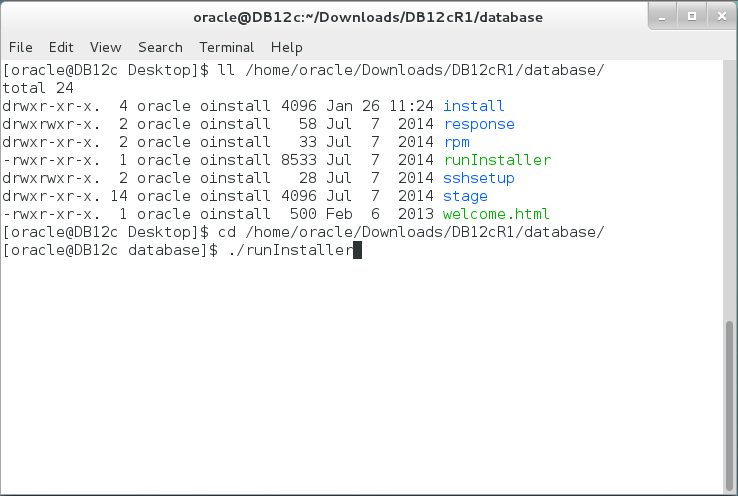 oracle@DB12c:~/Downloads/DB12cR1/database
File Edit View Search Terminal Help
[oracle@DB12c Desktop]$ ll /home/oracle/Downloads/DB12cR1/database/
total 24
drwxr-xr-x.  4 oracle oinstall 4096 Jan 26 11:24 install
drwxrwxr-x.  2 oracle oinstall   58 Jul  7  2014 response
drwxr-xr-x.  2 oracle oinstall   33 Jul  7  2014 rpm
-rwxr-xr-x.  1 oracle oinstall 8533 Jul  7  2014 runInstaller
drwxrwxr-x.  2 oracle oinstall   28 Jul  7  2014 sshsetup
drwxr-xr-x. 14 oracle oinstall 4096 Jul  7  2014 stage
-rwxr-xr-x.  1 oracle oinstall  500 Feb  6  2013 welcome.html
[oracle@DB12c Desktop]$ cd /home/oracle/Downloads/DB12cR1/database/
[oracle@DB12c database]$ ./runInstaller